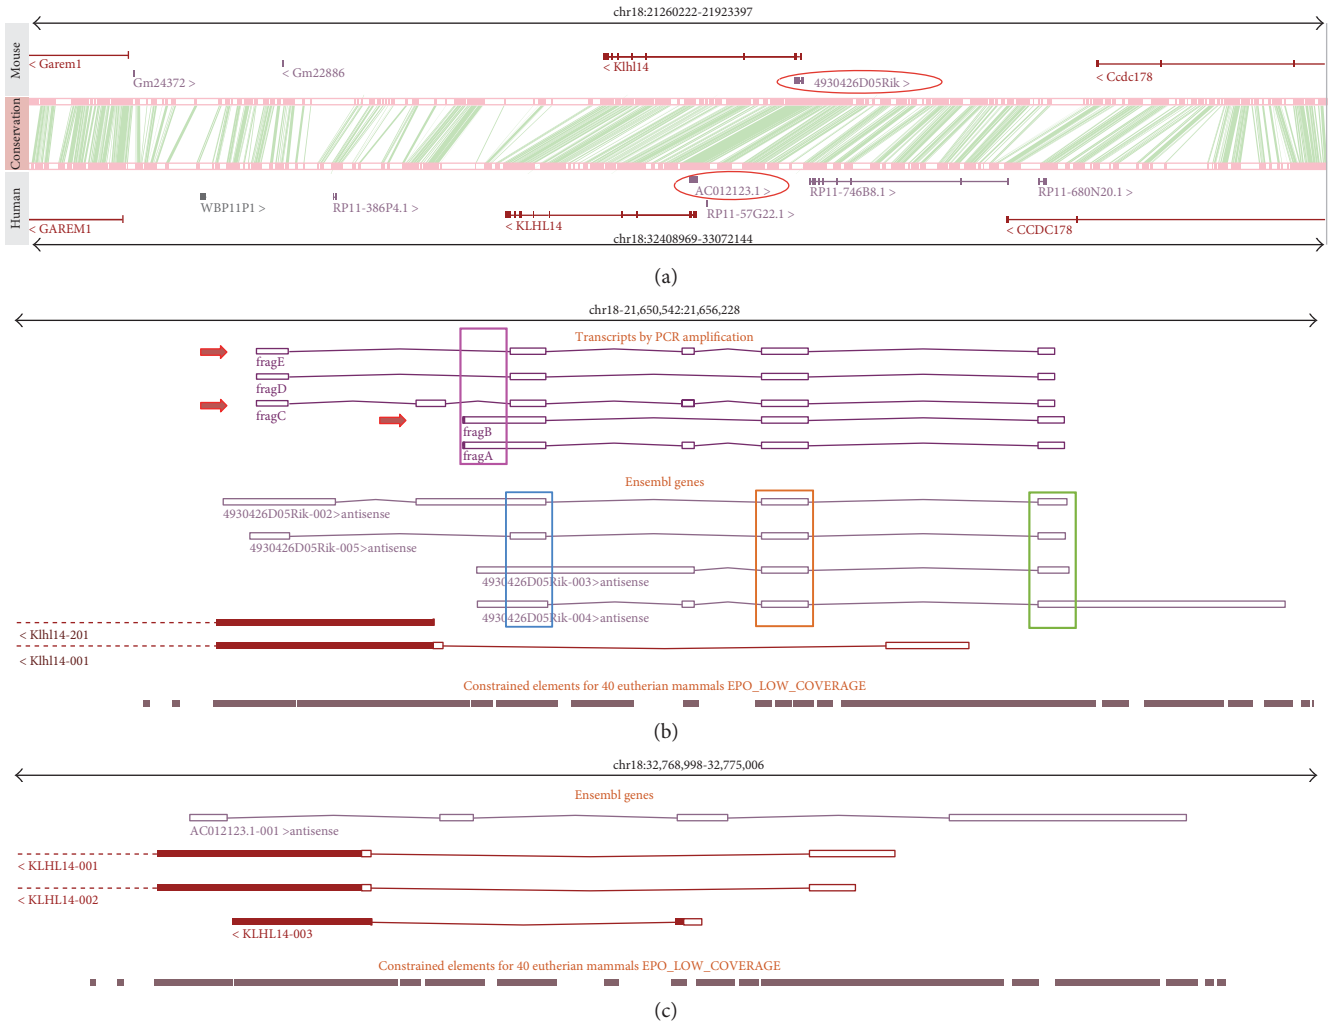 chr18:21260222-21923397
Mouse
< Garem1
Gm24372 >
< Gm22886
< Klhl14
4930426D05Rik >
< Ccdc178
Conservation
Human
WBP11P1 >
RP11-386P4.1 >
AC012123.1 >
RP11-746B8.1 >
RP11-680N20.1 >
RP11-57G22.1 >
< GAREM1
< KLHL14
< CCDC178
chr18:32408969-33072144
(a)
chr18-21,650,542:21,656,228
Transcripts by PCR amplification
fragE
fragD
fragC
fragB
fragA
Ensembl genes
4930426D05Rik-002>antisense
4930426D05Rik-005>antisense
4930426D05Rik-003>antisense
4930426D05Rik-004>antisense
< Klhl14-201
< Klhl14-001
Constrained elements for 40 eutherian mammals EPO_LOW_COVERAGE
(b)
chr18:32,768,998-32,775,006
Ensembl genes
AC012123.1-001 >antisense
< KLHL14-001
< KLHL14-002
< KLHL14-003
Constrained elements for 40 eutherian mammals EPO_LOW_COVERAGE
(c)